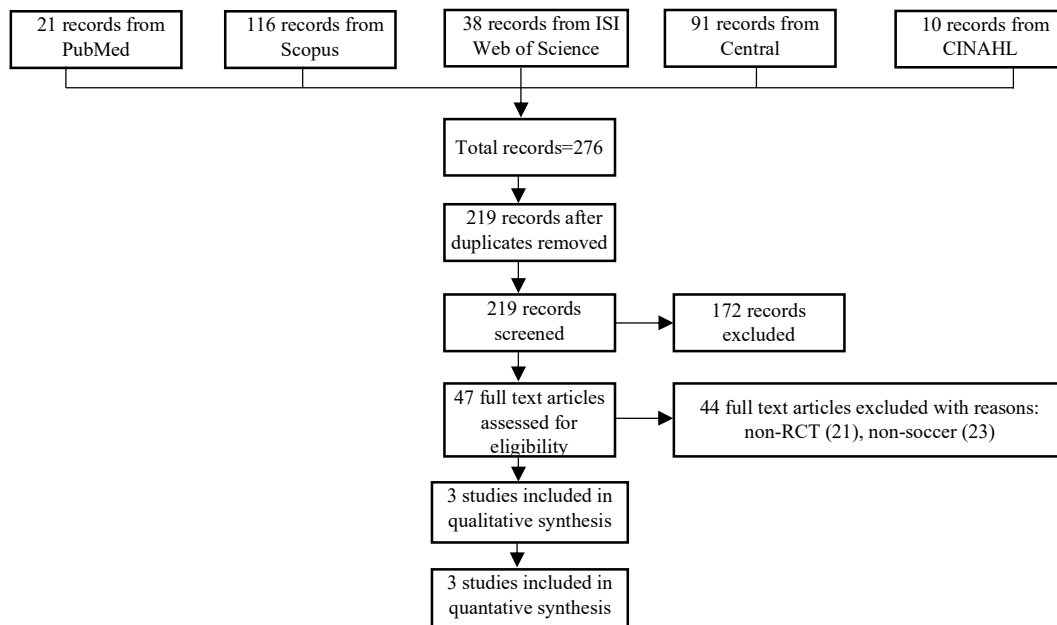 21 records from
PubMed
116 records from
Scopus
38 records from ISI
Web of Science
91 records from
Central
10 records from
CINAHL
Total records=276
219 records after
duplicates removed
219 records
screened
172 records
excluded
47 full text articles
assessed for
eligibility
44 full text articles excluded with reasons:
non-RCT (21), non-soccer (23)
3 studies included in
qualitative synthesis
3 studies included in
quantative synthesis